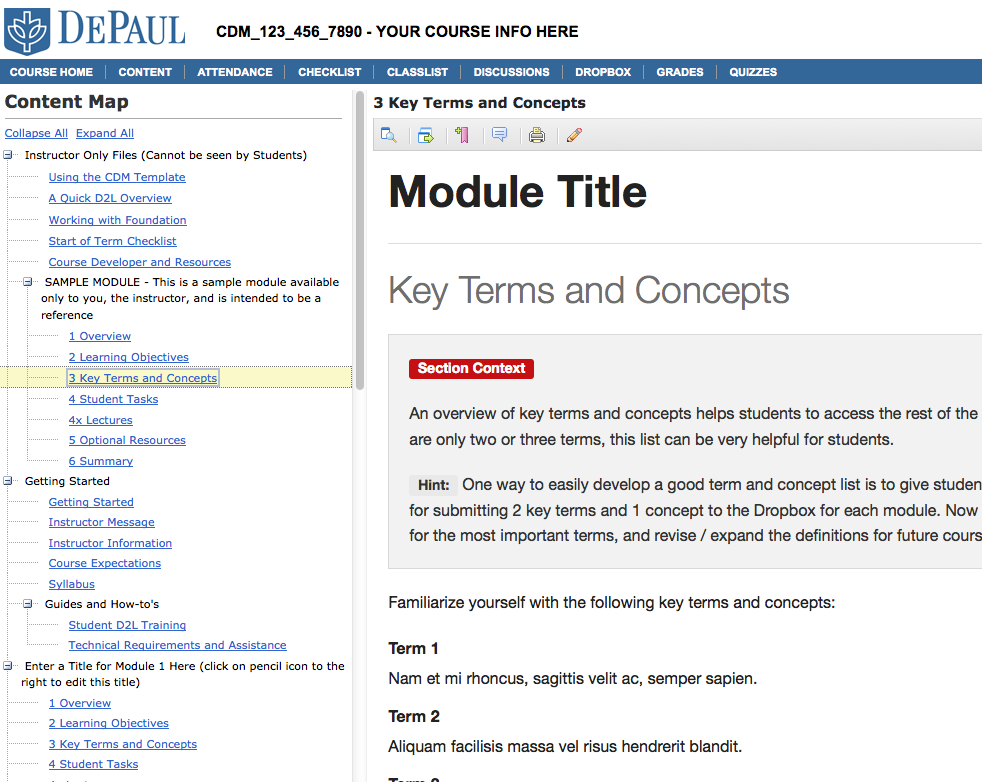 DEPAUL
CDM_123_456_7890 - YOUR COURSE INFO HERE
COURSE HOME
CONTENT
ATTENDANCE
CHECKLIST
CLASSLIST
DISCUSSIONS
DROPBOX
GRADES
QUIZZES
Content Map
Collapse All Expand All
Instructor Only Files (Cannot be seen by Students)
Using the CDM Template
A Quick D2L Overview
Working with Foundation
Start of Term Checklist
Course Developer and Resources
SAMPLE MODULE - This is a sample module available
only to you, the instructor, and is intended to be a
reference
1 Overview
2 Learning Objectives
3 Key Terms and Concepts
4 Student Tasks
4x Lectures
5 Optional Resources
6 Summary
Getting Started
Getting Started
Instructor Message
Instructor Information
Course Expectations
Syllabus
Guides and How-to's
Student D2L Training
Technical Requirements and Assistance
Enter a Title for Module 1 Here (click on pencil icon to the
right to edit this title)
1 Overview
2 Learning Objectives
3 Key Terms and Concepts
4 Student Tasks
3 Key Terms and Concepts
Module Title
Key Terms and Concepts
Section Context
An overview of key terms and concepts helps students to access the rest of the
are only two or three terms, this list can be very helpful for students.
Hint: One way to easily develop a good term and concept list is to give studen
for submitting 2 key terms and 1 concept to the Dropbox for each module. Now
for the most important terms, and revise / expand the definitions for future cours
Familiarize yourself with the following key terms and concepts:
Term 1
Nam et mi rhoncus, sagittis velit ac, semper sapien.
Term 2
Aliquam facilisis massa vel risus hendrerit blandit.